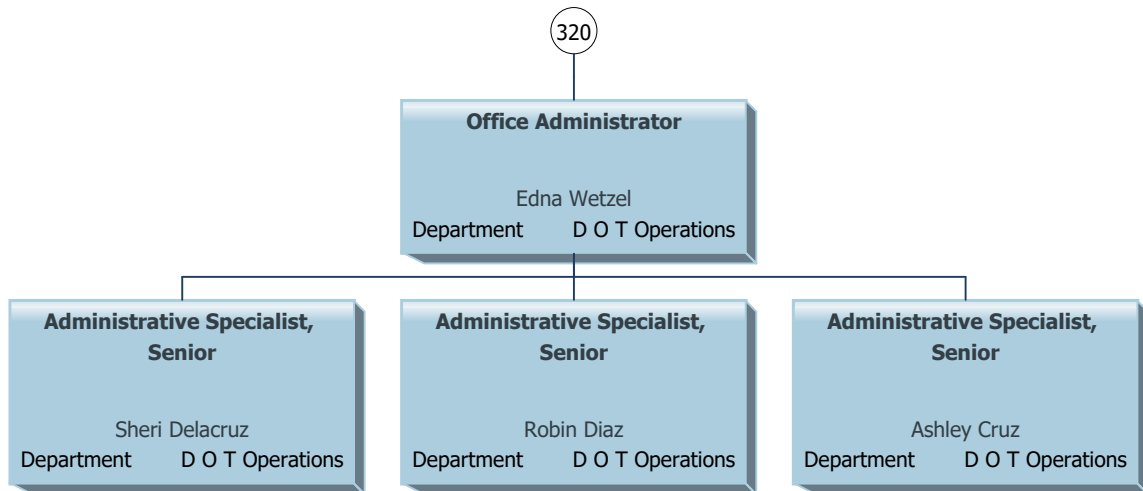 320
Office Administrator
Edna Wetzel
Department D O T Operations
Administrative Specialist,
Senior
Sheri Delacruz
Department D O T Operations
Administrative Specialist,
Senior
Robin Diaz
Department D O T Operations
Administrative Specialist,
Senior
Ashley Cruz
Department D O T Operations